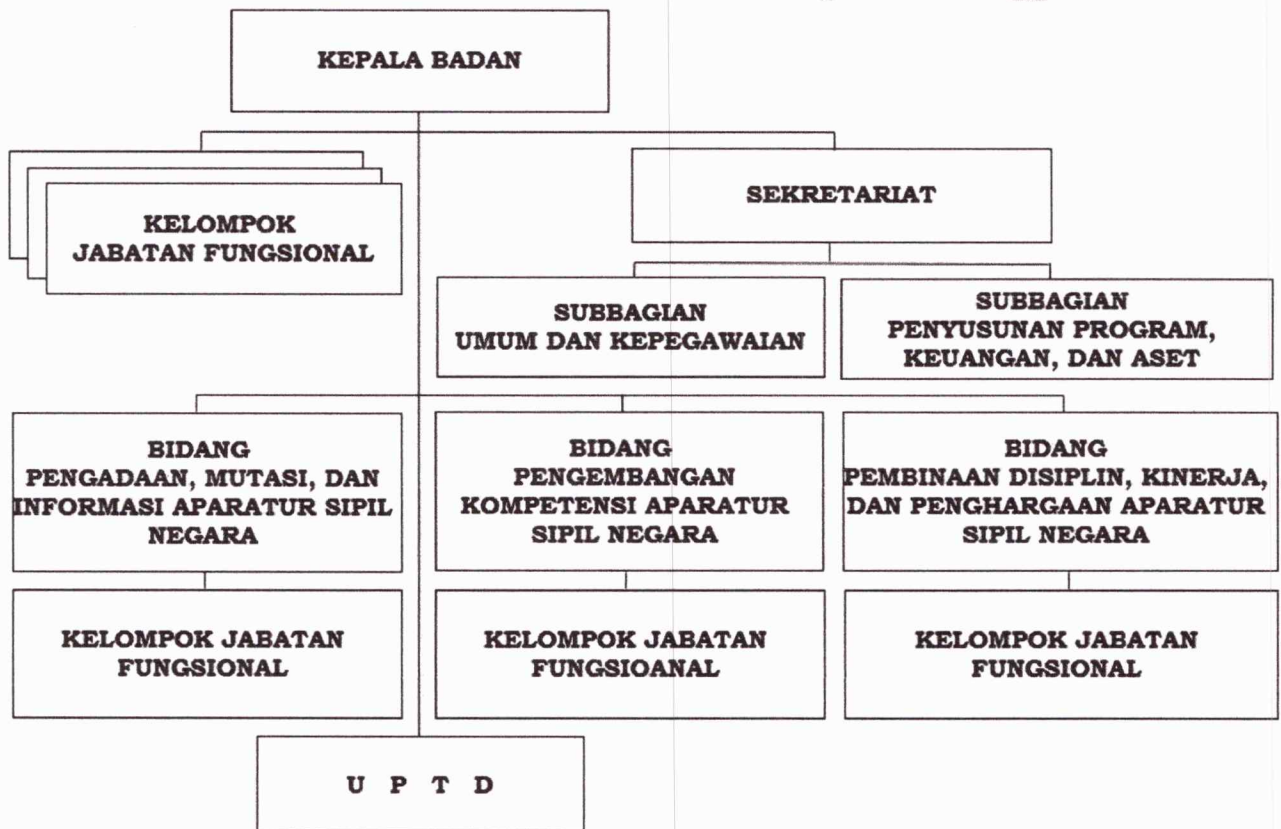 KEPALA BADAN
KELOMPOK
JABATAN FUNGSIONAL
SEKRETARIAT
SUBBAGIAN
UMUM DAN KEPEGAWAIAN
SUBBAGIAN
PENYUSUNAN PROGRAM,
KEUANGAN, DAN ASET
BIDANG
PENGADAAN, MUTASI, DAN
INFORMASI APARATUR SIPIL
NEGARA
BIDANG
PENGEMBANGAN
KOMPETENSI APARATUR
SIPIL NEGARA
BIDANG
PEMBINAAN DISIPLIN, KINERJA,
DAN PENGHARGAAN APARATUR
SIPIL NEGARA
KELOMPOK JABATAN
FUNGSIONAL
KELOMPOK JABATAN
FUNGSIOANAL
KELOMPOK JABATAN
FUNGSIONAL
U P T D